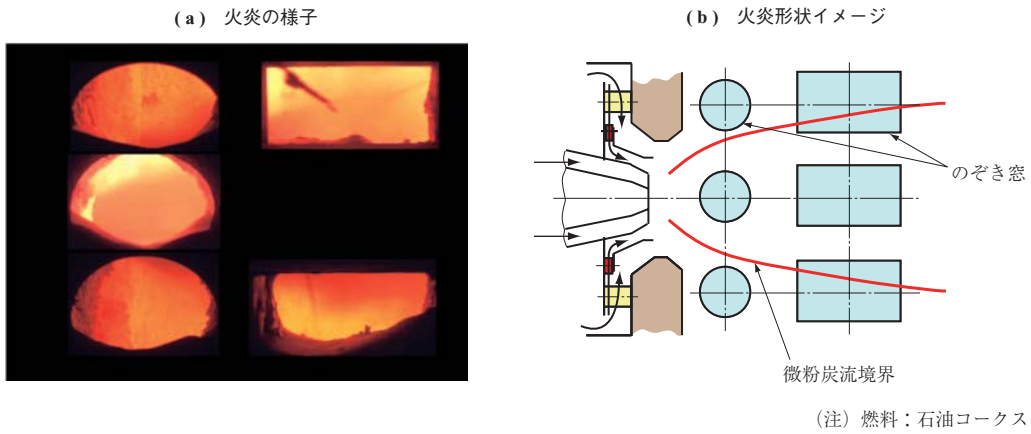 (a) 火炎の様子
(b) 火炎形状イメージ
のぞき窓
微粉炭流境界
（注）燃料：石油コークス